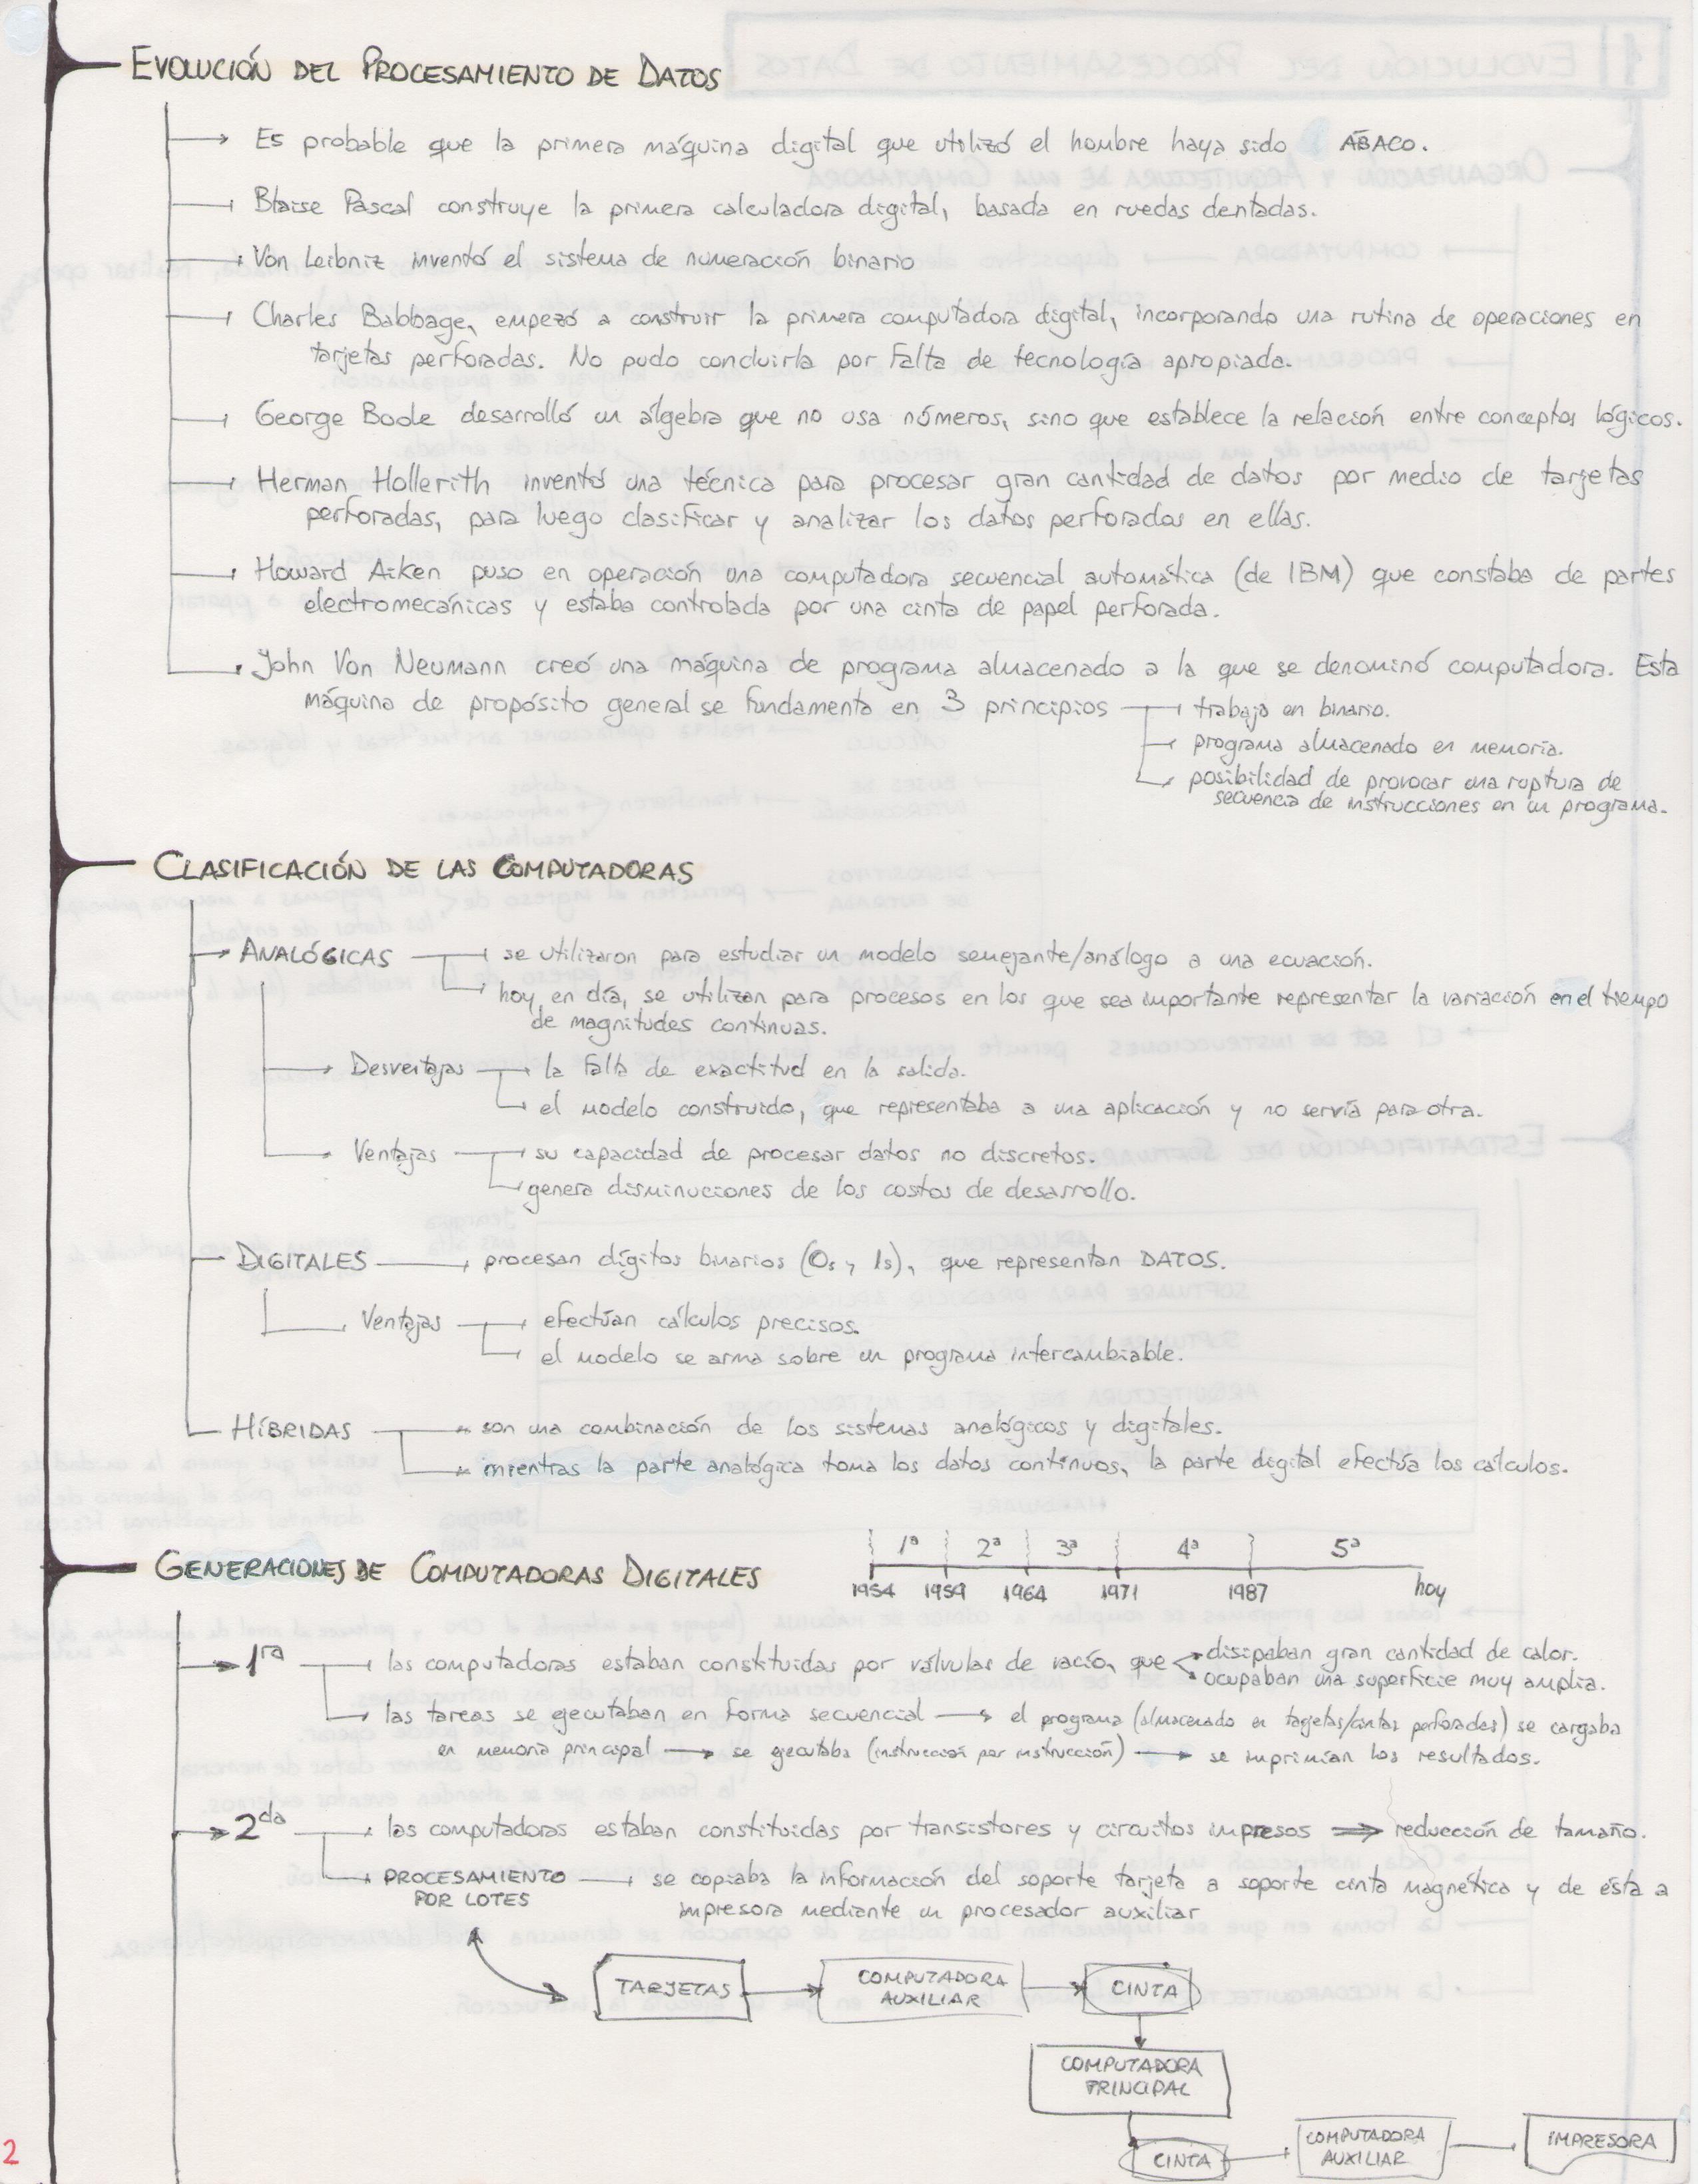 EVOLUCIÓN DEL PROCESAMIENTO DE DATOS
Es probable que la primera máquina digital que utilizó el hombre haya sido ÁBACO.
Blaise Pascal construye la primera calculadora digital, basada en ruedas dentadas.
Von Leibniz inventó el sistema de numeración binario
Charles Babbage, empezó a construir la primera computadora digital, incorporando una rutina de operaciones en
tarjetas perforadas. No pudo concluirla por falta de tecnología apropiada.
George Boole desarrolló un álgebra que no usa números, sino que establece la relación entre conceptos lógicos.
Herman Hollerith inventó una técnica para procesar gran cantidad de datos por medio de tarjetas
perforadas, para luego clasificar y analizar los datos perforados en ellas.
Howard Aiken puso en operación una computadora secuencial automática (de IBM) que constaba de partes
electromecánicas y estaba controlada por una cinta de papel perforada.
John Von Neumann creó una máquina de programa almacenado a la que se denominó computadora. Esta
máquina de propósito general se fundamenta en 3 principios → trabajo en binario.
→ programa almacenado en memoria.
→ posibilidad de provocar una ruptura de
secuencia de instrucciones en un programa.
CLASIFICACIÓN DE LAS COMPUTADORAS
ANALÓGICAS → se utilizaron para estudiar un modelo semejante/análogo a una ecuación.
→ hoy en día, se utilizan para procesos en los que sea importante representar la variación en el tiempo
de magnitudes continuas.
Desventajas → la falta de exactitud en la salida.
→ el modelo construido, que representaba a una aplicación y no servía para otra.
Ventajas → su capacidad de procesar datos no discretos.
→ genera disminuciones de los costos de desarrollo.
DIGITALES → procesan dígitos binarios (0s y 1s), que representan DATOS.
Ventajas → efectúan cálculos precisos.
→ el modelo se arma sobre un programa intercambiable.
HÍBRIDAS → son una combinación de los sistemas analógicos y digitales.
→ mientras la parte analógica toma los datos continuos, la parte digital efectúa los cálculos.
GENERACIONES DE COMPUTADORAS DIGITALES
1ª 2ª 3ª 4ª 5ª
1954 1959 1964 1971 1987 hoy
1ra → las computadoras estaban constituidas por válvulas de vacío, que disipaban gran cantidad de calor.
ocupaban una superficie muy amplia.
→ las tareas se ejecutaban en forma secuencial → el programa (almacenado en tarjetas/cintas perforadas) se cargaba
en memoria principal → se ejecutaba (instrucción por instrucción) → se imprimían los resultados.
2da → las computadoras estaban constituidas por transistores y circuitos impresos ⇒ reducción de tamaño.
→ PROCESAMIENTO → se copiaba la información del soporte tarjeta a soporte cinta magnética y de ésta a
POR LOTES impresora mediante un procesador auxiliar
TARJETAS → COMPUTADORA AUXILIAR → CINTA
COMPUTADORA
PRINCIPAL
CINTA → COMPUTADORA AUXILIAR → IMPRESORA
2